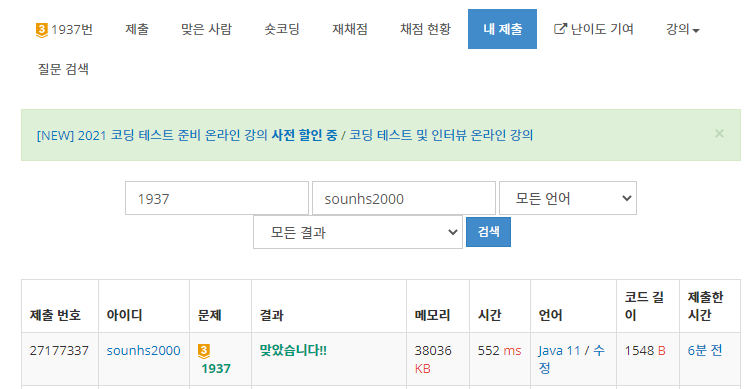 3 1937번 제출 맞은 사람 숏코딩 재채점 채점 현황 내 제출 난이도 기여 강의
질문 검색
[NEW] 2021 코딩 테스트 준비 온라인 강의 사전 할인 중 / 코딩 테스트 및 인터뷰 온라인 강의 ×
1937 sounhs2000 모든 언어
모든 결과 검색
제출 번호 아이디 문제 결과 메모리 시간 언어 코드 길이 제출한 시간
27177337 sounhs2000 3 1937 맞았습니다!! 38036 KB 552 ms Java 11 / 수정 1548 B 6분 전